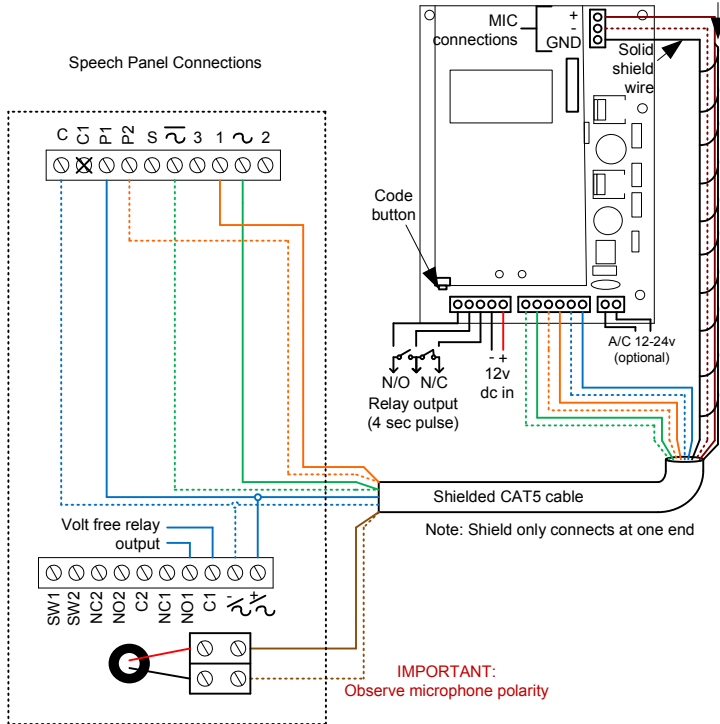 MIC
connections
+
-
GND
Solid
shield
wire
Speech Panel Connections
C C1 P1 P2 S 3 1 2
Code
button
A/C 12-24v
(optional)
- +
12v
dc in
N/O N/C
Relay output
(4 sec pulse)
Shielded CAT5 cable
Note: Shield only connects at one end
Volt free relay
output
SW1 SW2 NC2 NO2 C2 NC1 NO1 C1 - +
IMPORTANT:
Observe microphone polarity